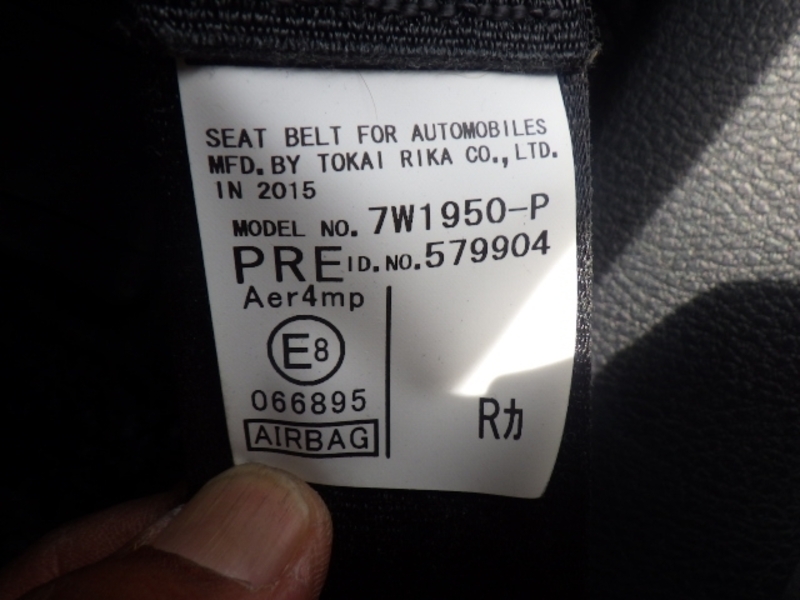 SEAT BELT FOR AUTOMOBILES
MFD. BY TOKAI RIKA CO., LTD.
IN 2015
MODEL NO. 7W1950-P
PRE ID. NO. 579904
Aer4mp
E8
066895
AIRBAG
Rカ